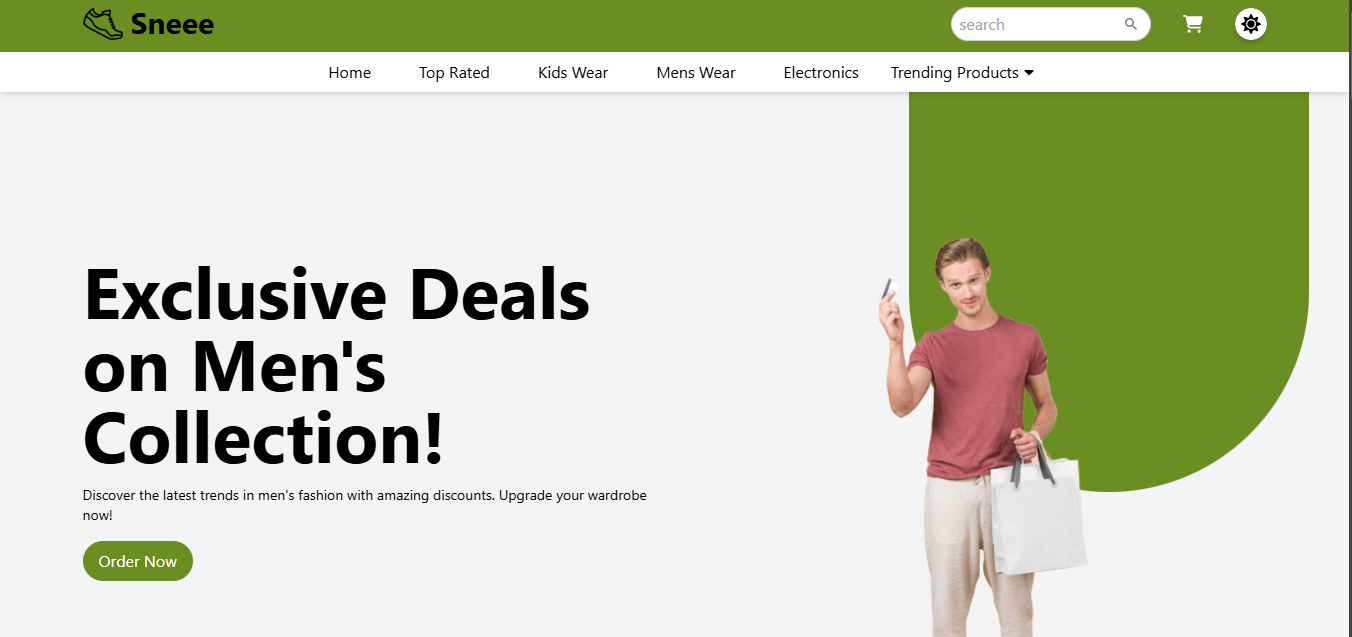 Sneee
search
Home
Top Rated
Kids Wear
Mens Wear
Electronics
Trending Products
Exclusive Deals
on Men's
Collection!
Discover the latest trends in men's fashion with amazing discounts. Upgrade your wardrobe
now!
Order Now